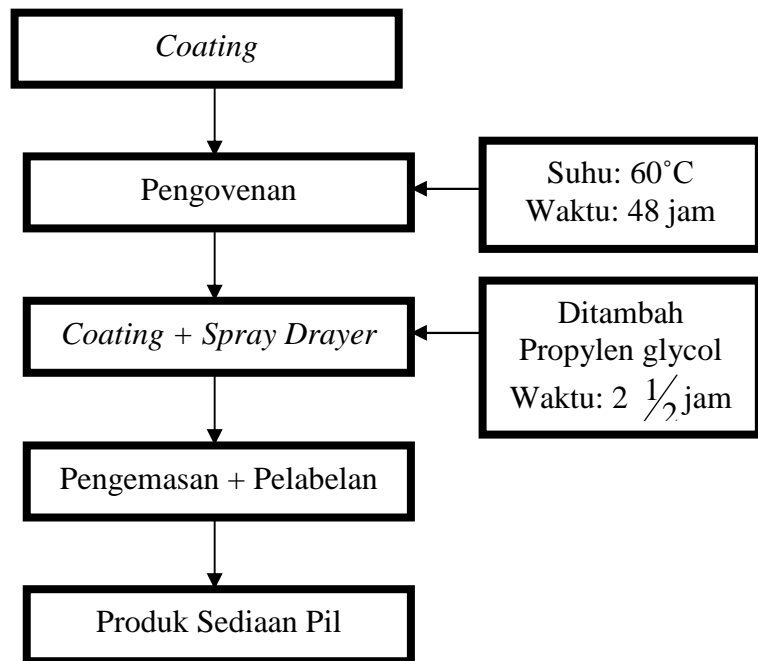 Coating
Pengovenan
Suhu: 60˚C
Waktu: 48 jam
Coating + Spray Drayer
Ditambah
Propylen glycol
Waktu: 2 1/2 jam
Pengemasan + Pelabelan
Produk Sediaan Pil